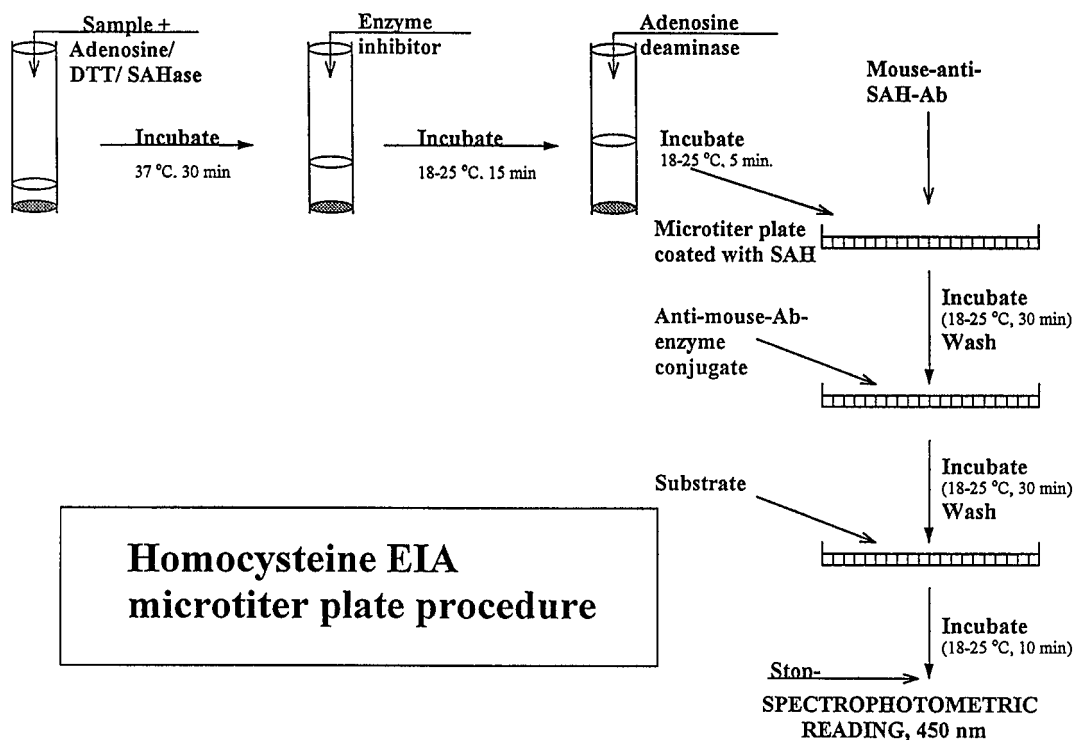 Sample +
Adenosine/
DTT/ SAHase
Incubate
37 °C. 30 min
Enzyme
inhibitor
Incubate
18-25 °C. 15 min
Adenosine
deaminase
Incubate
18-25 °C, 5 min.
Mouse-anti-
SAH-Ab
Microtiter plate
coated with SAH
Incubate
(18-25 °C, 30 min)
Wash
Anti-mouse-Ab-
enzyme
conjugate
Incubate
(18-25 °C, 30 min)
Wash
Substrate
Incubate
(18-25 °C, 10 min)
Stop-
SPECTROPHOTOMETRIC
READING, 450 nm
Homocysteine EIA
microtiter plate procedure